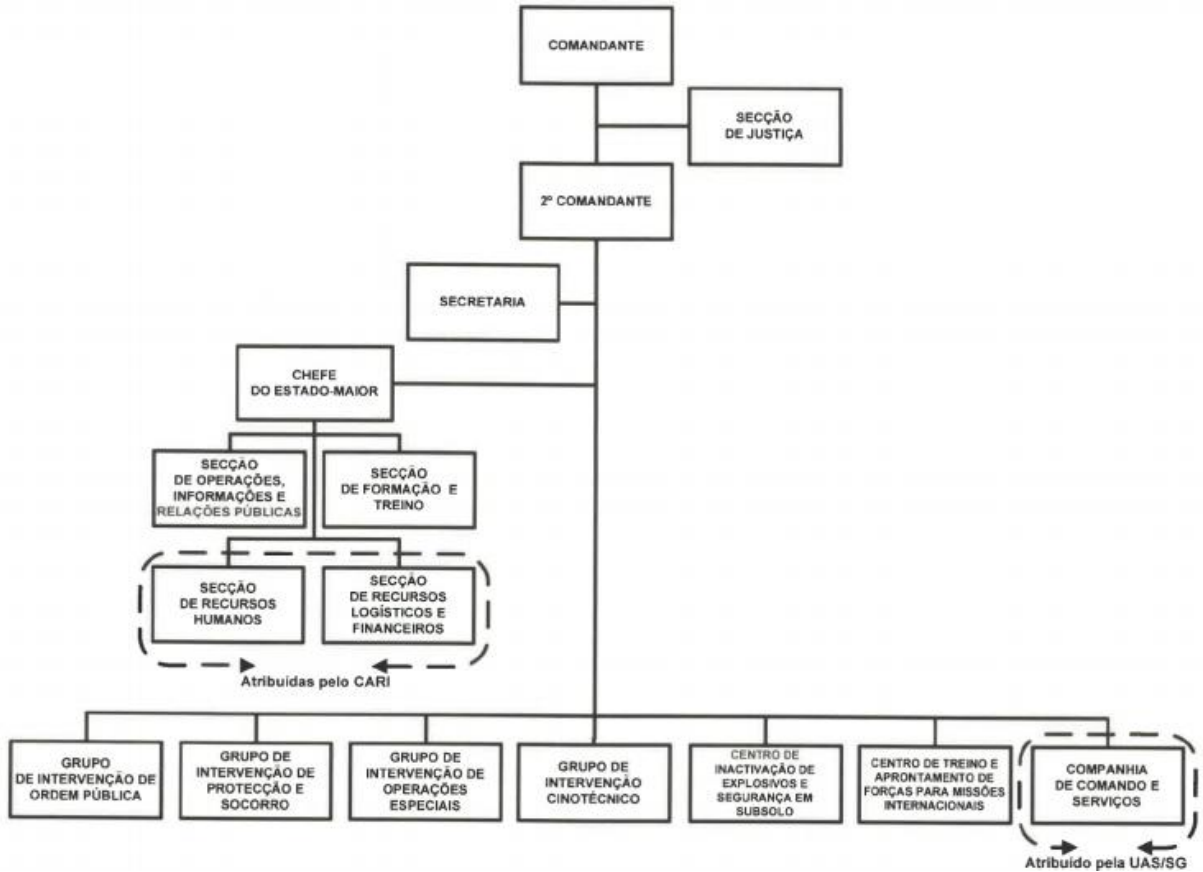 COMANDANTE
SECÇÃO
DE JUSTIÇA
2º COMANDANTE
SECRETARIA
CHEFE
DO ESTADO-MAIOR
SECÇÃO
DE OPERAÇÕES,
INFORMAÇÕES E
RELAÇÕES PÚBLICAS
SECÇÃO
DE FORMAÇÃO E
TREINO
SECÇÃO
DE RECURSOS
HUMANOS
SECÇÃO
DE RECURSOS
LOGÍSTICOS E
FINANCEIROS
Atribuídas pelo CARI
GRUPO
DE INTERVENÇÃO DE
ORDEM PÚBLICA
GRUPO DE
INTERVENÇÃO DE
PROTECÇÃO E
SOCORRO
GRUPO DE
INTERVENÇÃO DE
OPERAÇÕES
ESPECIAIS
GRUPO DE
INTERVENÇÃO
CINOTÉCNICO
CENTRO DE
INACTIVAÇÃO DE
EXPLOSIVOS E
SEGURANÇA EM
SUBSOLO
CENTRO DE TREINO E
APRONTAMENTO DE
FORÇAS PARA MISSÕES
INTERNACIONAIS
COMPANHIA
DE COMANDO E
SERVIÇOS
Atribuído pela UAS/SG